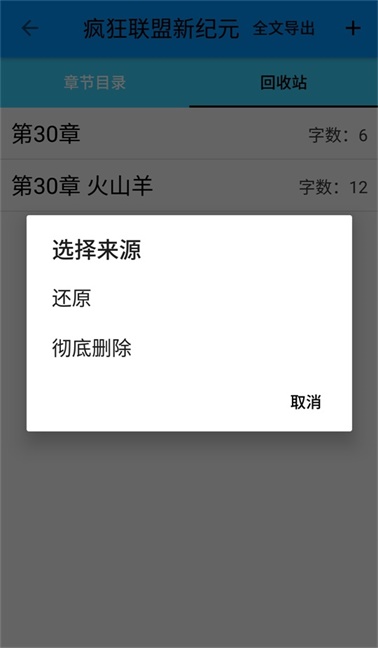 疯狂联盟新纪元 全文导出
章节目录 回收站
第30章 字数：6
第30章 火山羊 字数：12
选择来源
还原
彻底删除
取消